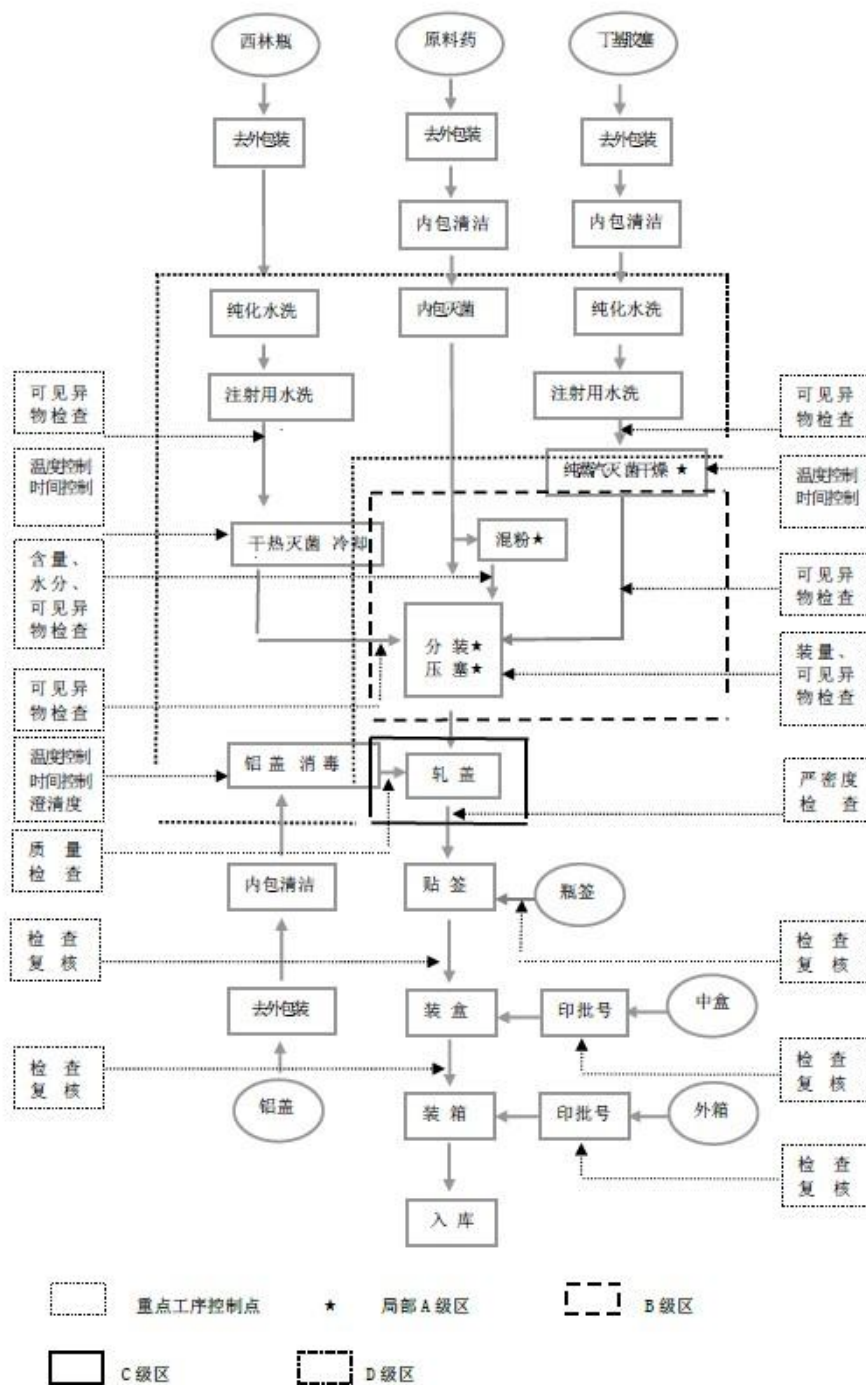 西林瓶
原料药
丁基胶塞
去外包装
去外包装
去外包装
内包清洁
内包清洁
纯化水洗
内包灭菌
纯化水洗
可见异
物检查
注射用水洗
注射用水洗
可见异
物检查
温度控制
时间控制
纯蒸气灭菌干燥 ★
温度控制
时间控制
干热灭菌 冷却
混粉★
含量、
水分、
可见异
物检查
可见异
物检查
分 装★
压 塞★
装量、
可见异
物检查
可见异
物检查
温度控制
时间控制
澄清度
铝盖 消毒
轧 盖
严密度
检 查
质 量
检 查
内包清洁
贴 签
瓶签
检 查
复 核
检 查
复 核
去外包装
装 盒
印批号
中盒
检 查
复 核
检 查
复 核
铝盖
装 箱
印批号
外箱
检 查
复 核
入 库
重点工序控制点
★ 局部A级区
B级区
C级区
D级区